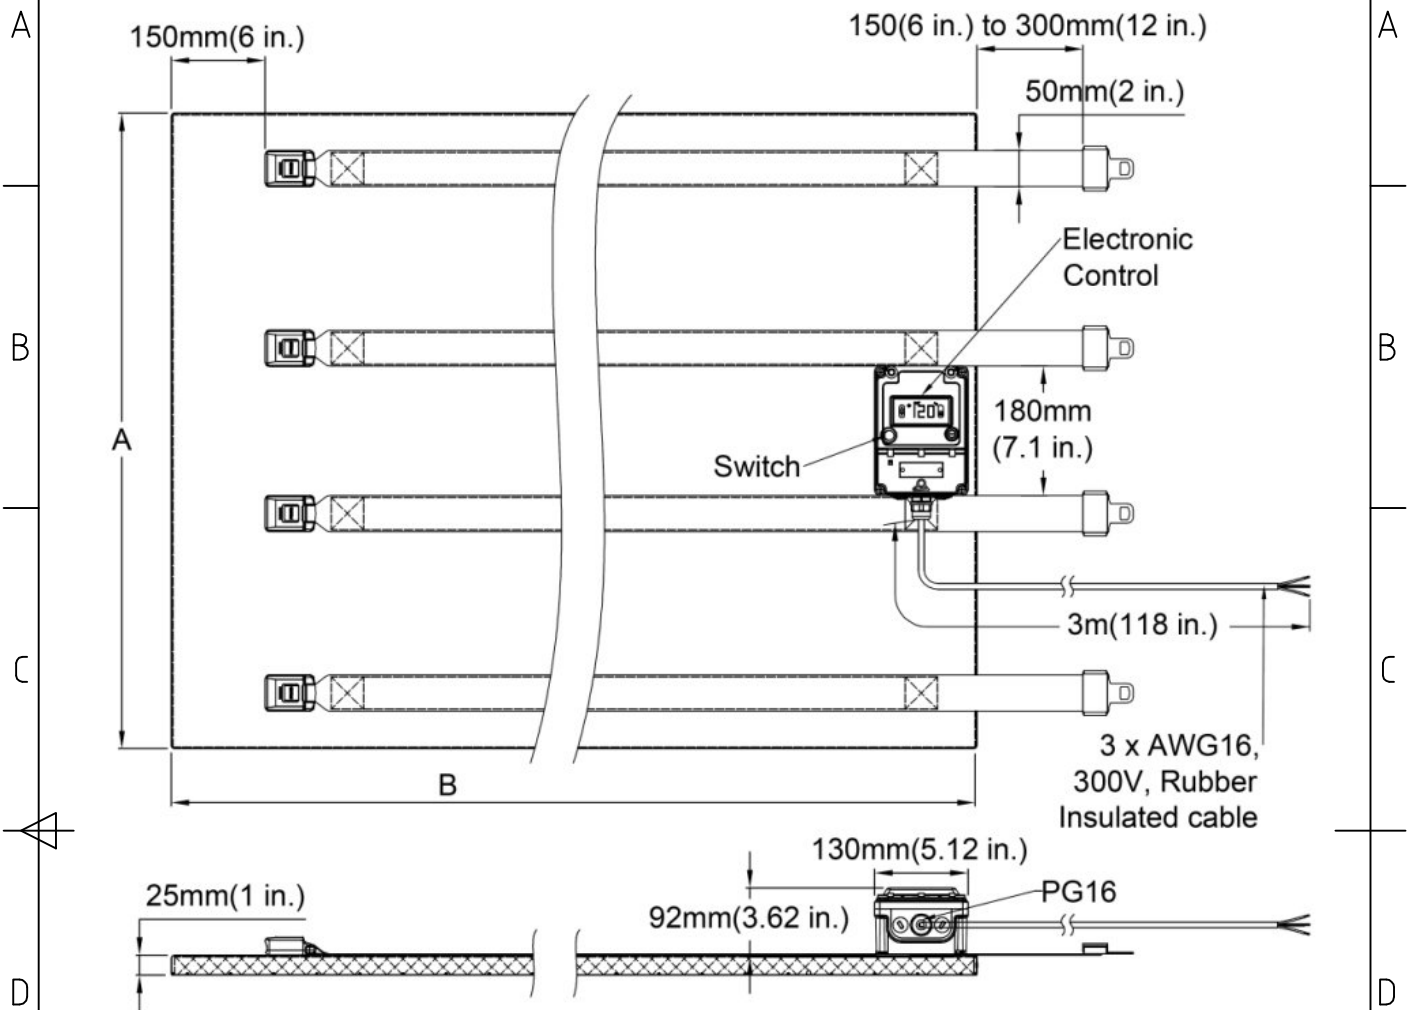 A
A
150mm(6 in.)
150(6 in.) to 300mm(12 in.)
50mm(2 in.)
Electronic
Control
B
B
180mm
(7.1 in.)
A
Switch
3m(118 in.)
C
C
3 x AWG16,
300V, Rubber
Insulated cable
B
130mm(5.12 in.)
25mm(1 in.)
92mm(3.62 in.)
PG16
D
D